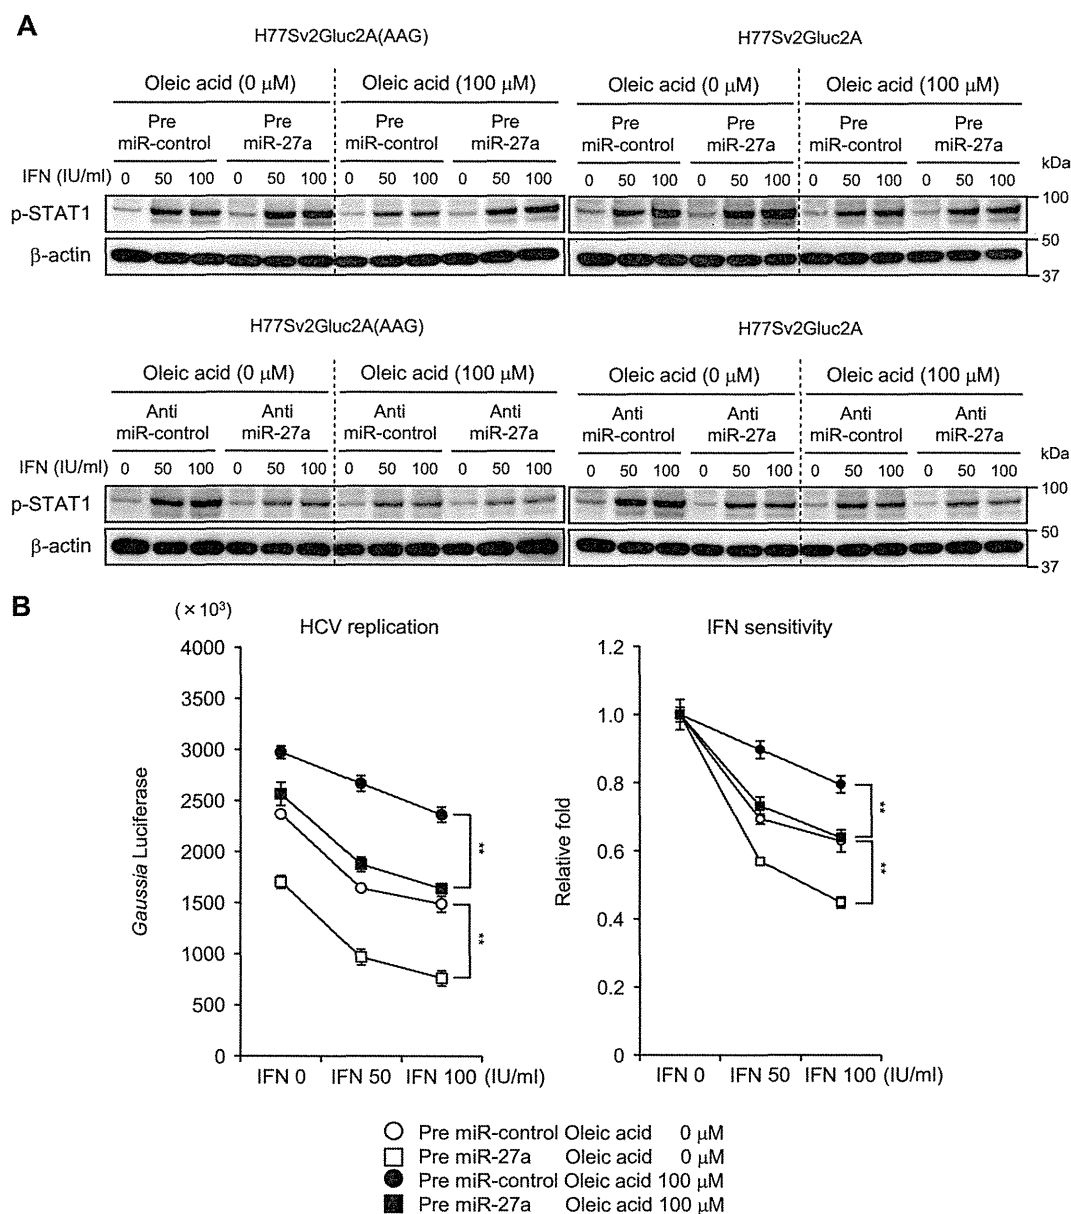 A
H77Sv2Gluc2A(AAG) H77Sv2Gluc2A
Oleic acid (0 μM) Oleic acid (100 μM) Oleic acid (0 μM) Oleic acid (100 μM)
Pre Pre Pre Pre Pre Pre Pre Pre
miR-control miR-27a miR-control miR-27a miR-control miR-27a miR-control miR-27a
kDa
IFN (IU/ml) 0 50 100 0 50 100 0 50 100 0 50 100 0 50 100 0 50 100 0 50 100 0 50 100
100
p-STAT1
50
β-actin
37
H77Sv2Gluc2A(AAG) H77Sv2Gluc2A
Oleic acid (0 μM) Oleic acid (100 μM) Oleic acid (0 μM) Oleic acid (100 μM)
Anti Anti Anti Anti Anti Anti Anti Anti
miR-control miR-27a miR-control miR-27a miR-control miR-27a miR-control miR-27a
kDa
IFN (IU/ml) 0 50 100 0 50 100 0 50 100 0 50 100 0 50 100 0 50 100 0 50 100 0 50 100
100
p-STAT1
50
β-actin
37
B
(×10³)
HCV replication
4000
3500
3000
2500
2000
1500
1000
500
0
Gaussia Luciferase
**
**
IFN 0 IFN 50 IFN 100 (IU/ml)
IFN sensitivity
1.2
1.0
0.8
0.6
0.4
0.2
0
Relative fold
**
**
IFN 0 IFN 50 IFN 100 (IU/ml)
Pre miR-control Oleic acid 0 μM
Pre miR-27a Oleic acid 0 μM
Pre miR-control Oleic acid 100 μM
Pre miR-27a Oleic acid 100 μM